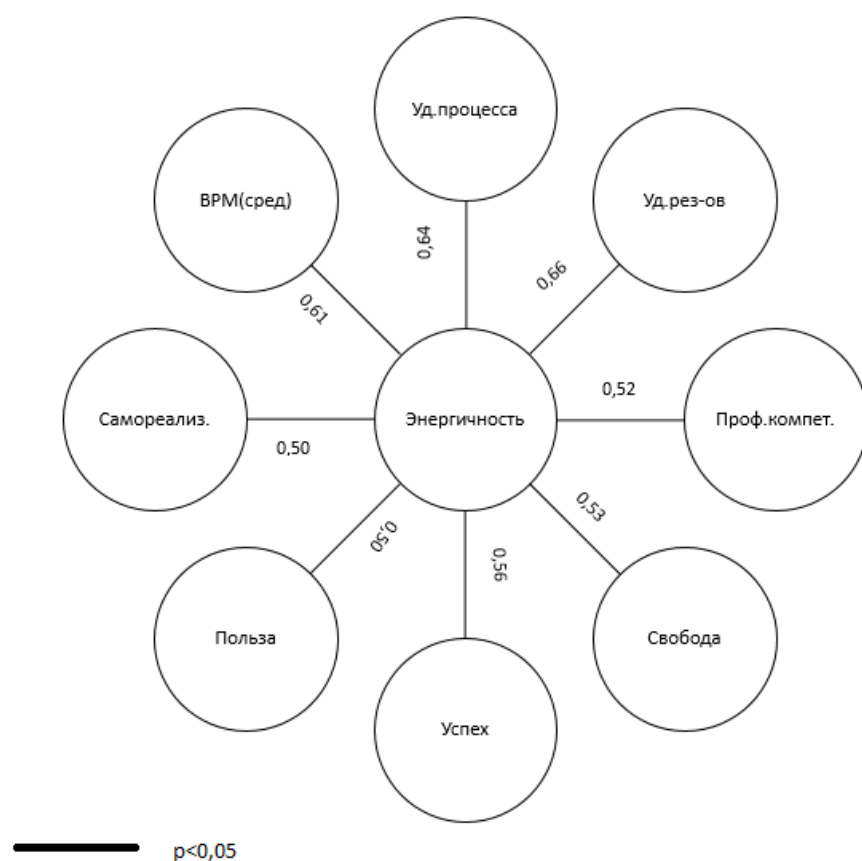 Уд.процесса
ВРМ(сред)
Уд.рез-ов
0,64
0,66
0,61
Самореализ.
Энергичность
0,52
Проф.компет.
0,50
0,50
0,56
0,53
Польза
Свобода
Успех
p<0,05